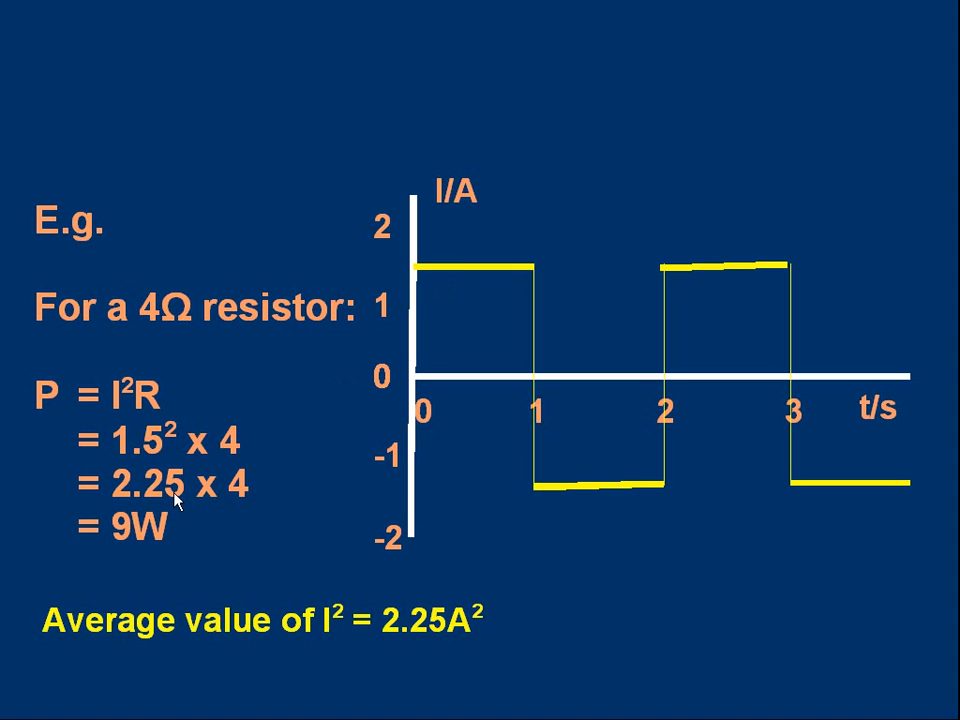 E.g.
For a 4Ω resistor:
P = I²R
= 1.5² x 4
= 2.25 x 4
= 9W
I/A
2
1
0
-1
-2
0 1 2 3 t/s
Average value of I² = 2.25A²